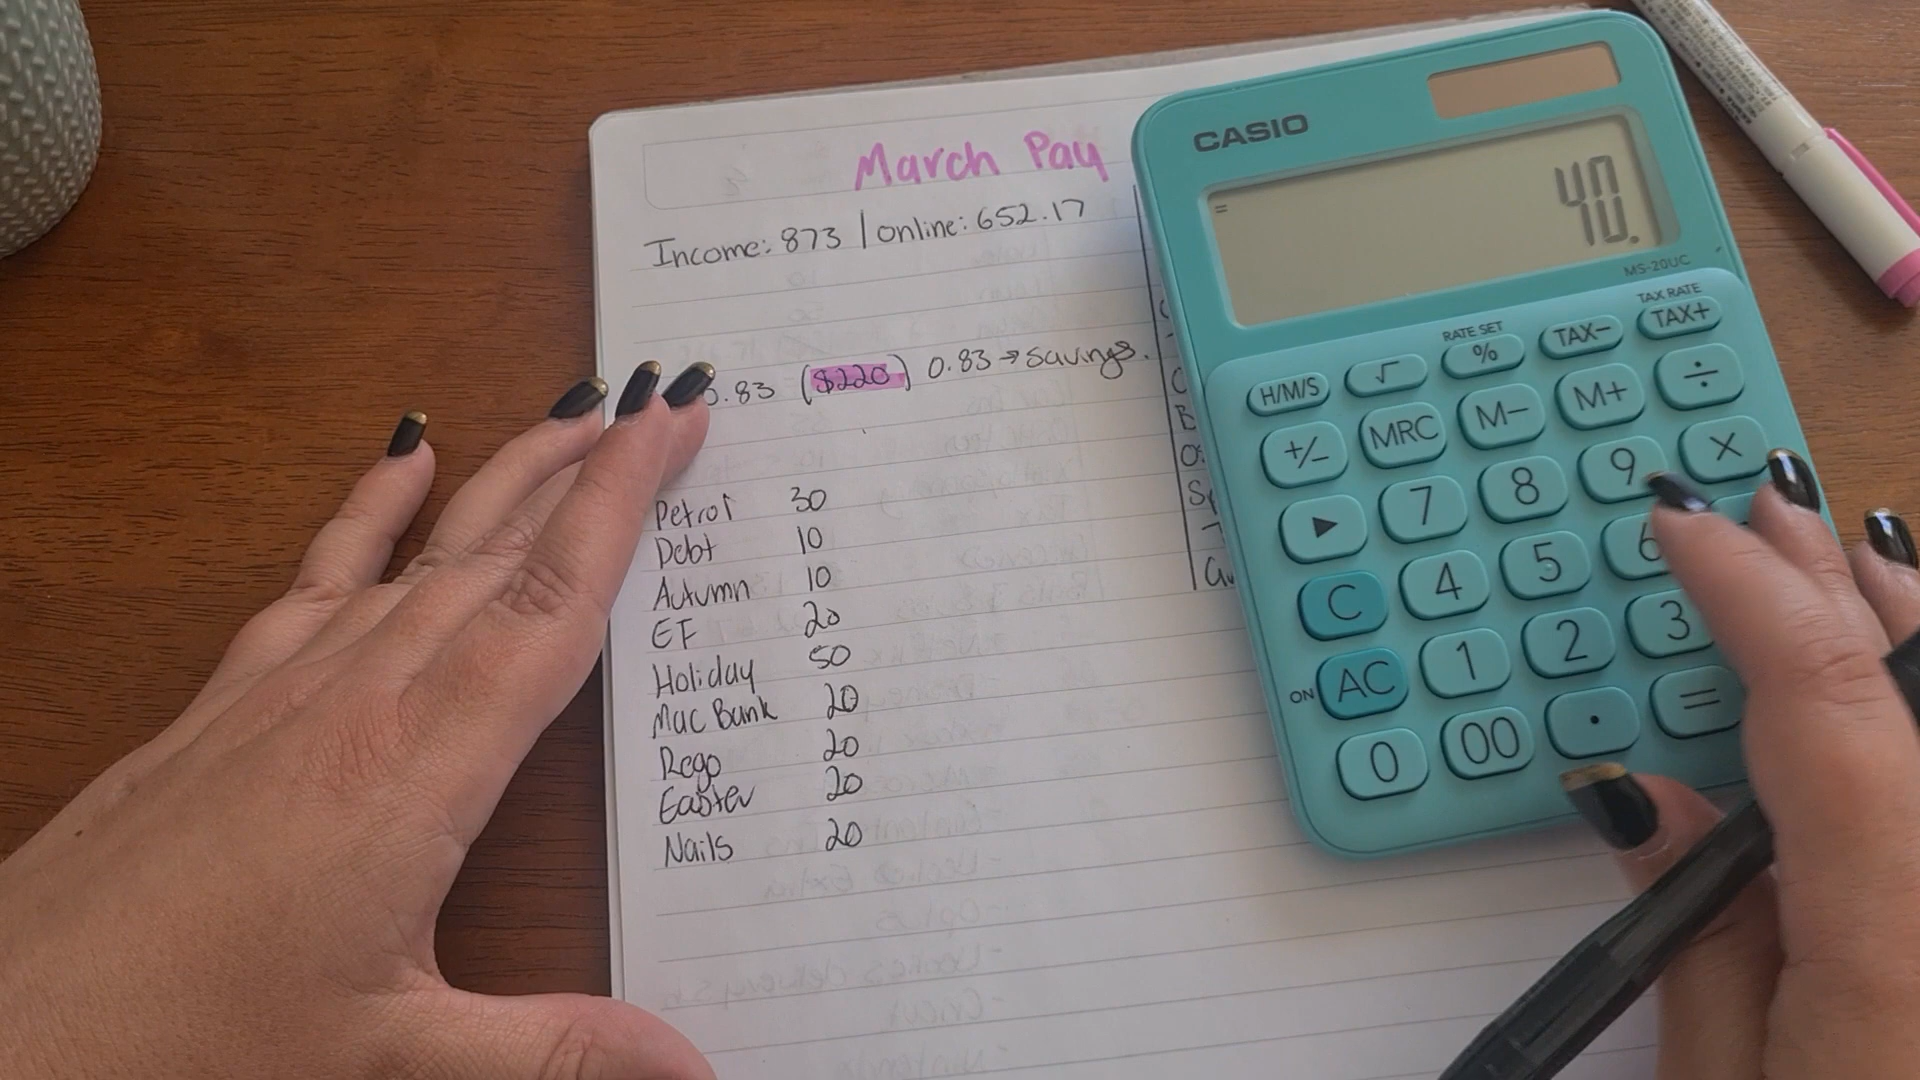 March Pay
Income: 873 | online: 652.17
0.83 ($220) 0.83 → savings.
Petrol 30
Debt 10
Autumn 10
EF 20
Holiday 50
Mac Bank 20
Rego 20
Easter 20
Nails 20
CASIO
= 40.
MS-20UC
TAX RATE
RATE SET
H/M/S √ % TAX− TAX+
+/− MRC M− M+ ÷
▶ 7 8 9 X
C 4 5 6
ON AC 1 2 3
0 00 . =